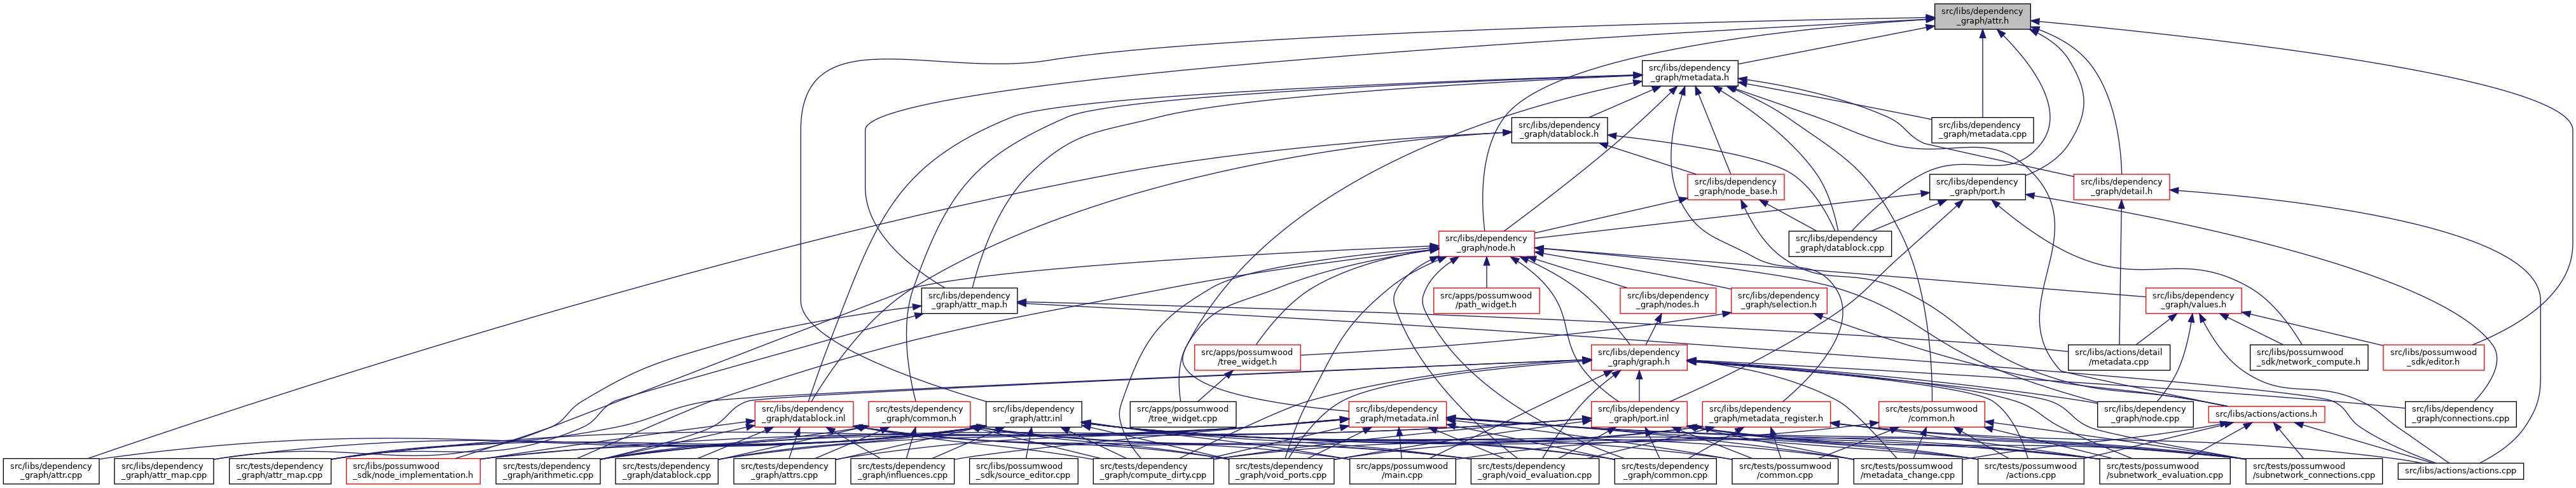 src/libs/dependency
_graph/attr.h
src/libs/dependency
_graph/metadata.h
src/libs/dependency
_graph/datablock.h
src/libs/dependency
_graph/metadata.cpp
src/libs/dependency
_graph/node_base.h
src/libs/dependency
_graph/port.h
src/libs/dependency
_graph/detail.h
src/libs/dependency
_graph/node.h
src/libs/dependency
_graph/datablock.cpp
src/libs/dependency
_graph/attr_map.h
src/apps/possumwood
/path_widget.h
src/libs/dependency
_graph/nodes.h
src/libs/dependency
_graph/selection.h
src/libs/dependency
_graph/values.h
src/apps/possumwood
/tree_widget.h
src/libs/dependency
_graph/graph.h
src/libs/actions/detail
/metadata.cpp
src/libs/possumwood
_sdk/network_compute.h
src/libs/possumwood
_sdk/editor.h
src/libs/dependency
_graph/datablock.inl
src/tests/dependency
_graph/common.h
src/libs/dependency
_graph/attr.inl
src/apps/possumwood
/tree_widget.cpp
src/libs/dependency
_graph/metadata.inl
src/libs/dependency
_graph/port.inl
src/libs/dependency
_graph/metadata_register.h
src/tests/possumwood
/common.h
src/libs/dependency
_graph/node.cpp
src/libs/actions/actions.h
src/libs/dependency
_graph/connections.cpp
src/libs/dependency
_graph/attr.cpp
src/libs/dependency
_graph/attr_map.cpp
src/tests/dependency
_graph/attr_map.cpp
src/libs/possumwood
_sdk/node_implementation.h
src/tests/dependency
_graph/arithmetic.cpp
src/tests/dependency
_graph/datablock.cpp
src/tests/dependency
_graph/attrs.cpp
src/tests/dependency
_graph/influences.cpp
src/libs/possumwood
_sdk/source_editor.cpp
src/tests/dependency
_graph/compute_dirty.cpp
src/tests/dependency
_graph/void_ports.cpp
src/apps/possumwood
/main.cpp
src/tests/dependency
_graph/void_evaluation.cpp
src/tests/dependency
_graph/common.cpp
src/tests/possumwood
/common.cpp
src/tests/possumwood
/metadata_change.cpp
src/tests/possumwood
/actions.cpp
src/tests/possumwood
/subnetwork_evaluation.cpp
src/tests/possumwood
/subnetwork_connections.cpp
src/libs/actions/actions.cpp